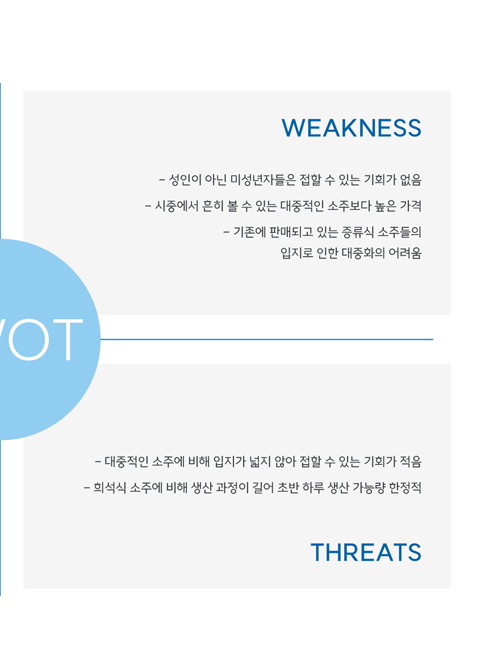 WEAKNESS
– 성인이 아닌 미성년자들은 접할 수 있는 기회가 없음
– 시중에서 흔히 볼 수 있는 대중적인 소주보다 높은 가격
– 기존에 판매되고 있는 증류식 소주들의
입지로 인한 대중화의 어려움
OT
– 대중적인 소주에 비해 입지가 넓지 않아 접할 수 있는 기회가 적음
– 희석식 소주에 비해 생산 과정이 길어 초반 하루 생산 가능량 한정적
THREATS